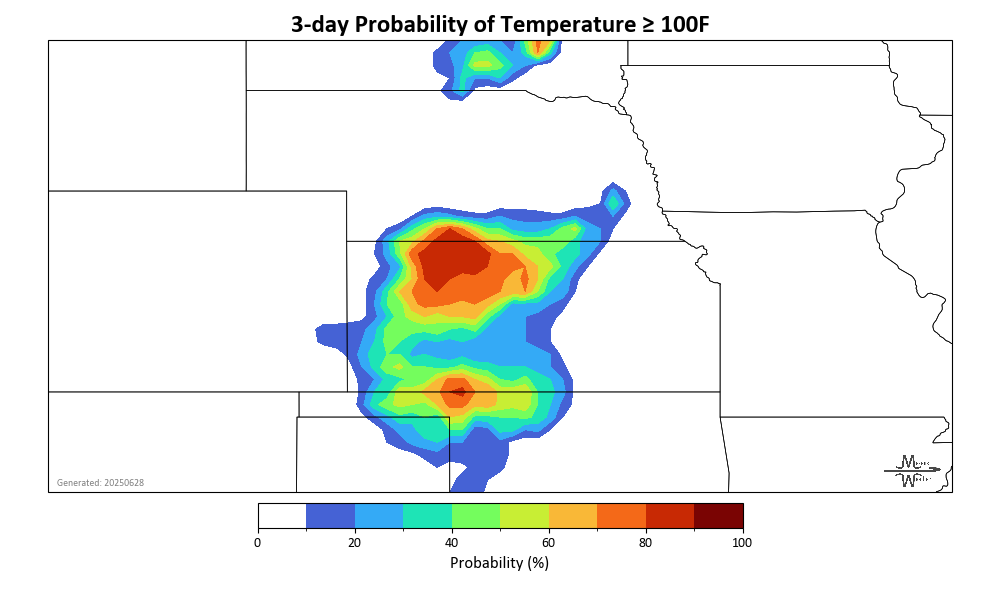 3-day Probability of Temperature ≥ 100F
Generated: 20250628
0 20 40 60 80 100
Probability (%)